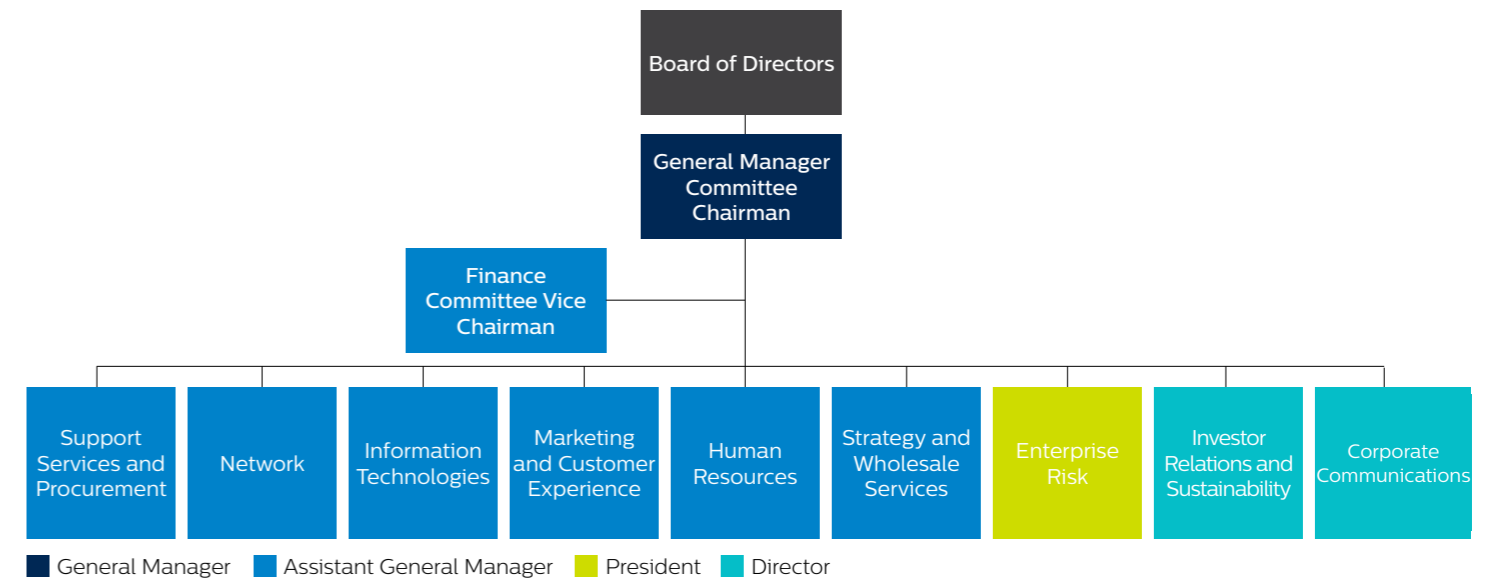 Board of Directors
General Manager
Committee
Chairman
Finance
Committee Vice
Chairman
Support
Services and
Procurement
Network
Information
Technologies
Marketing
and Customer
Experience
Human
Resources
Strategy and
Wholesale
Services
Enterprise
Risk
Investor
Relations and
Sustainability
Corporate
Communications
General Manager
Assistant General Manager
President
Director